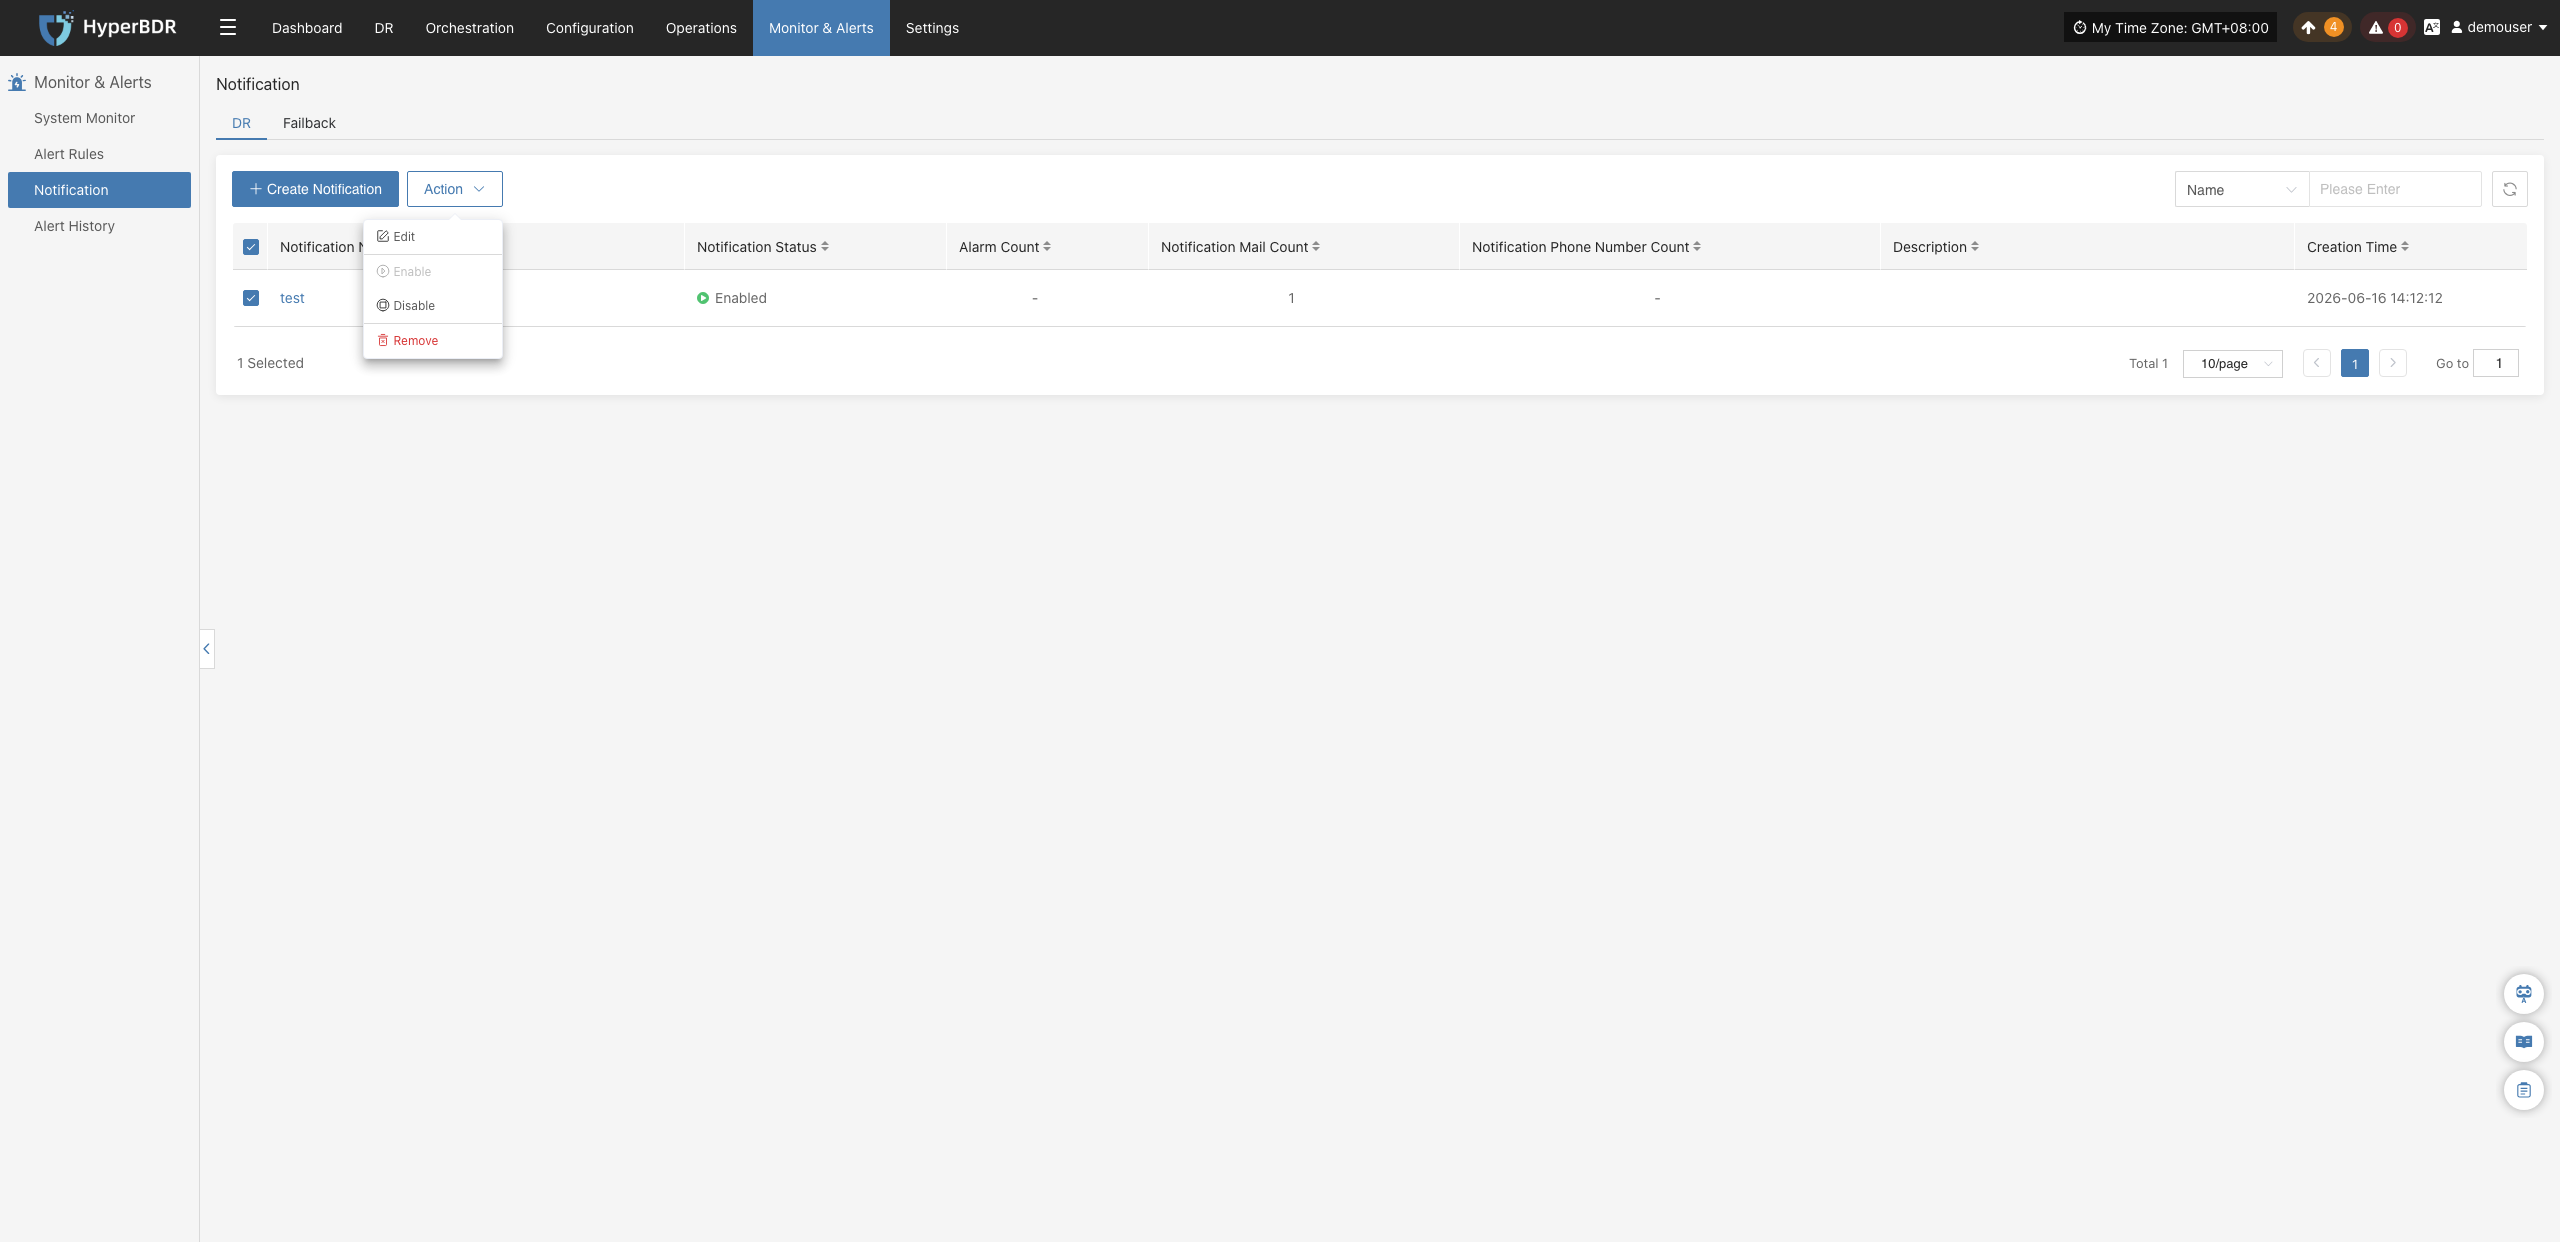 HyperBDR
Dashboard
DR
Orchestration
Configuration
Operations
Monitor & Alerts
Settings
My Time Zone: GMT+08:00
4
0
demouser
Monitor & Alerts
System Monitor
Alert Rules
Notification
Alert History
Notification
DR
Failback
Create Notification
Action
Name
Please Enter
Edit
Enable
Disable
Remove
Notification
Notification Status
Alarm Count
Notification Mail Count
Notification Phone Number Count
Description
Creation Time
test
Enabled
-
1
-
2026-06-16 14:12:12
1 Selected
Total 1
10/page
1
Go to
1